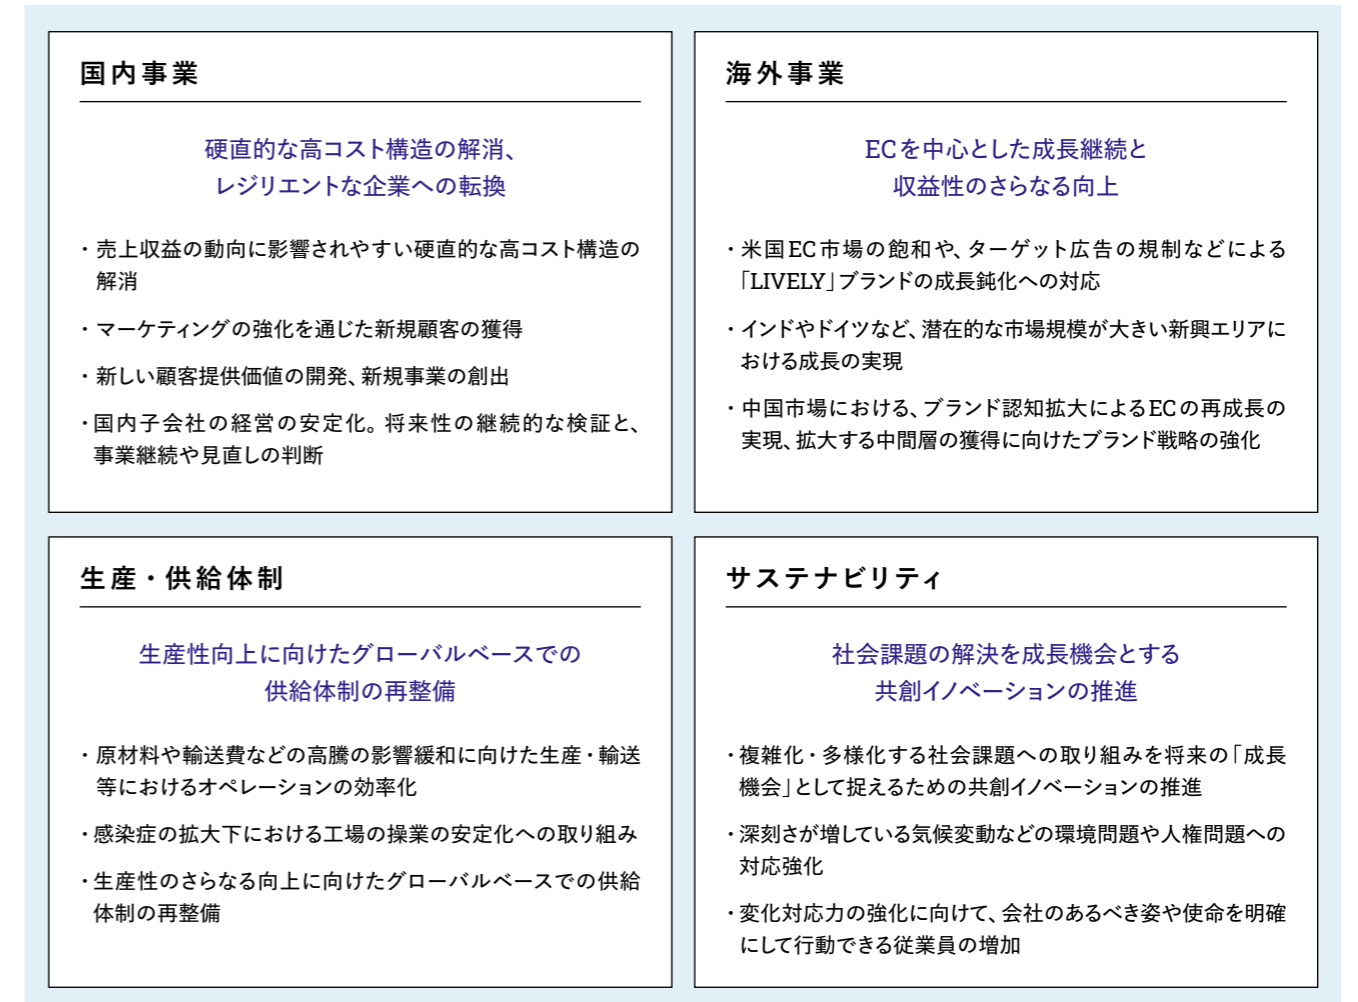 国内事業
硬直的な高コスト構造の解消、
レジリエントな企業への転換
・売上収益の動向に影響されやすい硬直的な高コスト構造の
解消
・マーケティングの強化を通じた新規顧客の獲得
・新しい顧客提供価値の開発、新規事業の創出
・国内子会社の経営の安定化。将来性の継続的な検証と、
事業継続や見直しの判断
海外事業
ECを中心とした成長継続と
収益性のさらなる向上
・米国EC市場の飽和や、ターゲット広告の規制などによる
「LIVELY」ブランドの成長鈍化への対応
・インドやドイツなど、潜在的な市場規模が大きい新興エリアに
おける成長の実現
・中国市場における、ブランド認知拡大によるECの再成長の
実現、拡大する中間層の獲得に向けたブランド戦略の強化
生産・供給体制
生産性向上に向けたグローバルベースでの
供給体制の再整備
・原材料や輸送費などの高騰の影響緩和に向けた生産・輸送
等におけるオペレーションの効率化
・感染症の拡大下における工場の操業の安定化への取り組み
・生産性のさらなる向上に向けたグローバルベースでの供給
体制の再整備
サステナビリティ
社会課題の解決を成長機会とする
共創イノベーションの推進
・複雑化・多様化する社会課題への取り組みを将来の「成長
機会」として捉えるための共創イノベーションの推進
・深刻さが増している気候変動などの環境問題や人権問題への
対応強化
・変化対応力の強化に向けて、会社のあるべき姿や使命を明確
にして行動できる従業員の増加